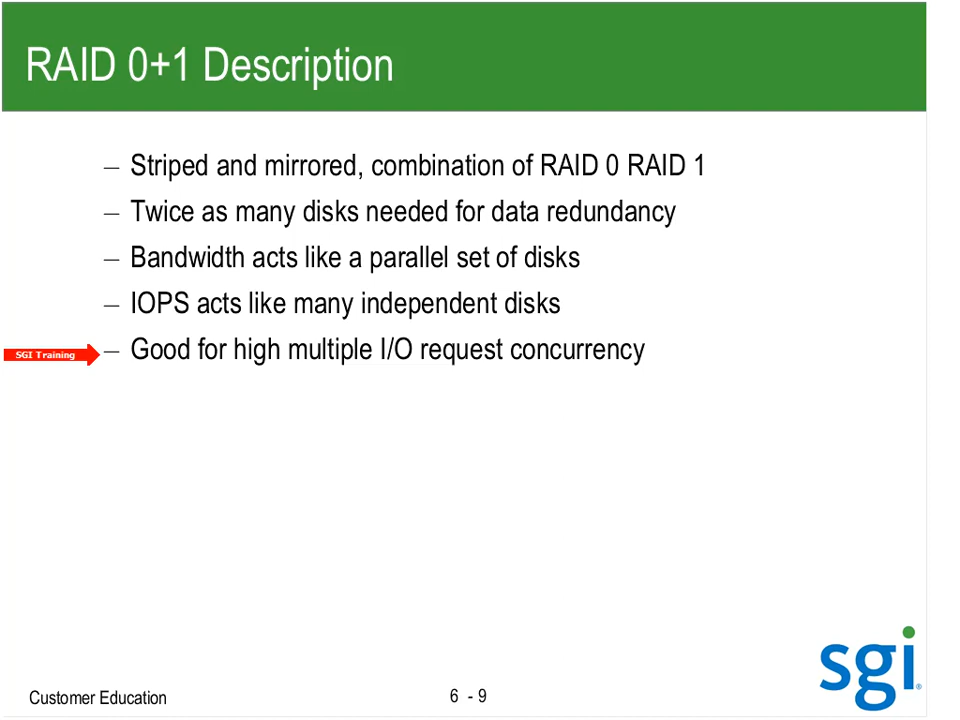 RAID 0+1 Description
– Striped and mirrored, combination of RAID 0 RAID 1
– Twice as many disks needed for data redundancy
– Bandwidth acts like a parallel set of disks
– IOPS acts like many independent disks
SGI Training
– Good for high multiple I/O request concurrency
sgi®
Customer Education
6 - 9